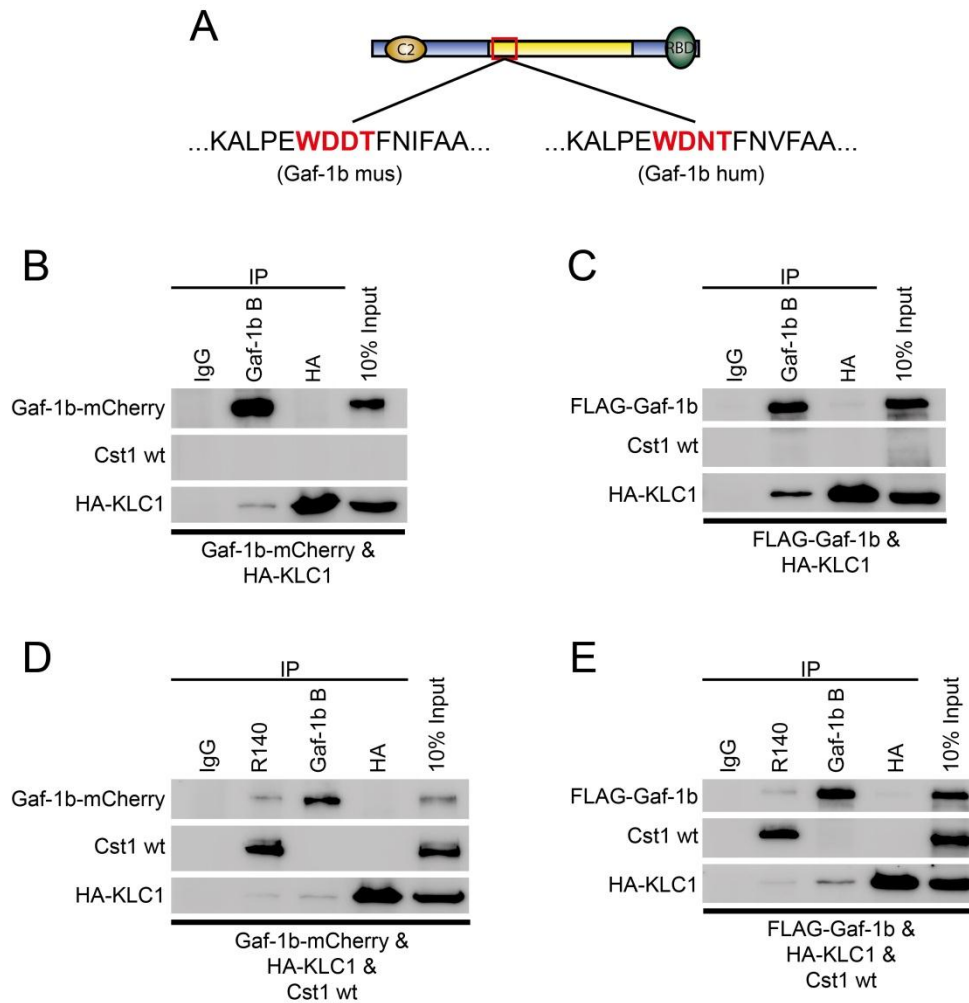 A
C2
RBD
...KALPEWDDTFNIFAA...
(Gaf-1b mus)
...KALPEWDNTFNVFAA...
(Gaf-1b hum)
B
IP
IgG
Gaf-1b B
HA
10% Input
Gaf-1b-mCherry
Cst1 wt
HA-KLC1
Gaf-1b-mCherry &
HA-KLC1
C
IP
IgG
Gaf-1b B
HA
10% Input
FLAG-Gaf-1b
Cst1 wt
HA-KLC1
FLAG-Gaf-1b &
HA-KLC1
D
IP
IgG
R140
Gaf-1b B
HA
10% Input
Gaf-1b-mCherry
Cst1 wt
HA-KLC1
Gaf-1b-mCherry &
HA-KLC1 &
Cst1 wt
E
IP
IgG
R140
Gaf-1b B
HA
10% Input
FLAG-Gaf-1b
Cst1 wt
HA-KLC1
FLAG-Gaf-1b &
HA-KLC1 &
Cst1 wt